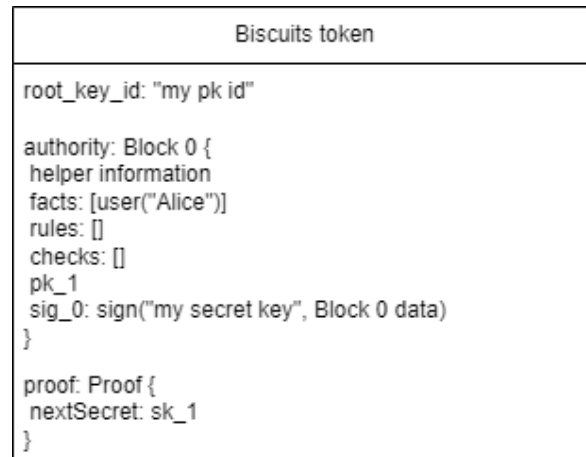 Biscuits token
root_key_id: "my pk id"
authority: Block 0 {
helper information
facts: [user("Alice")]
rules: []
checks: []
pk_1
sig_0: sign("my secret key", Block 0 data)
}
proof: Proof {
nextSecret: sk_1
}